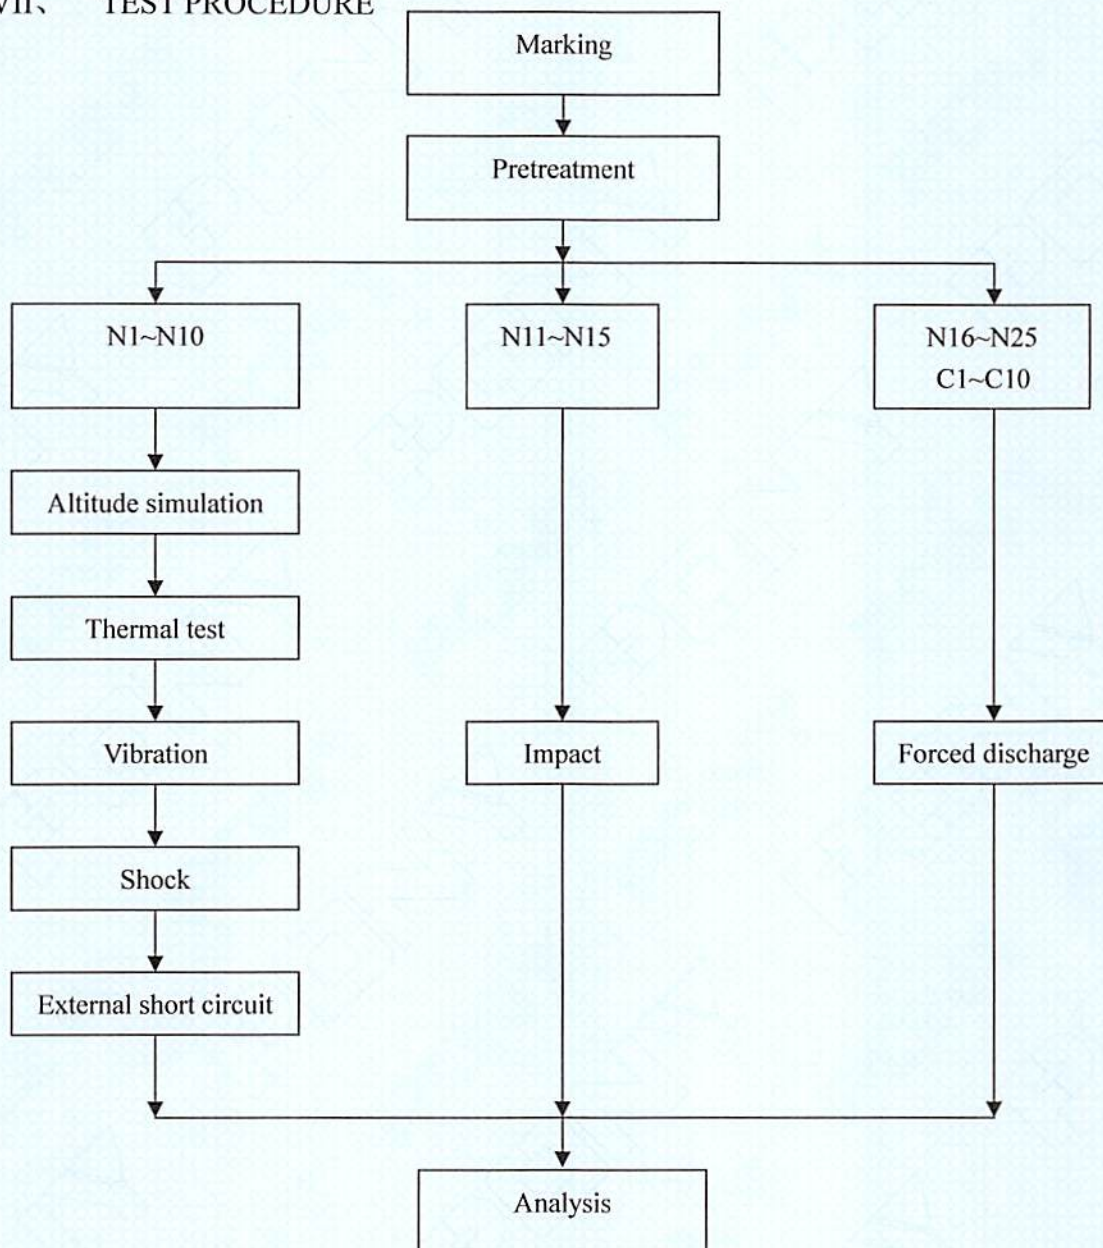 VII、 TEST PROCEDURE
Marking
Pretreatment
N1~N10
N11~N15
N16~N25
C1~C10
Altitude simulation
Thermal test
Vibration
Impact
Forced discharge
Shock
External short circuit
Analysis